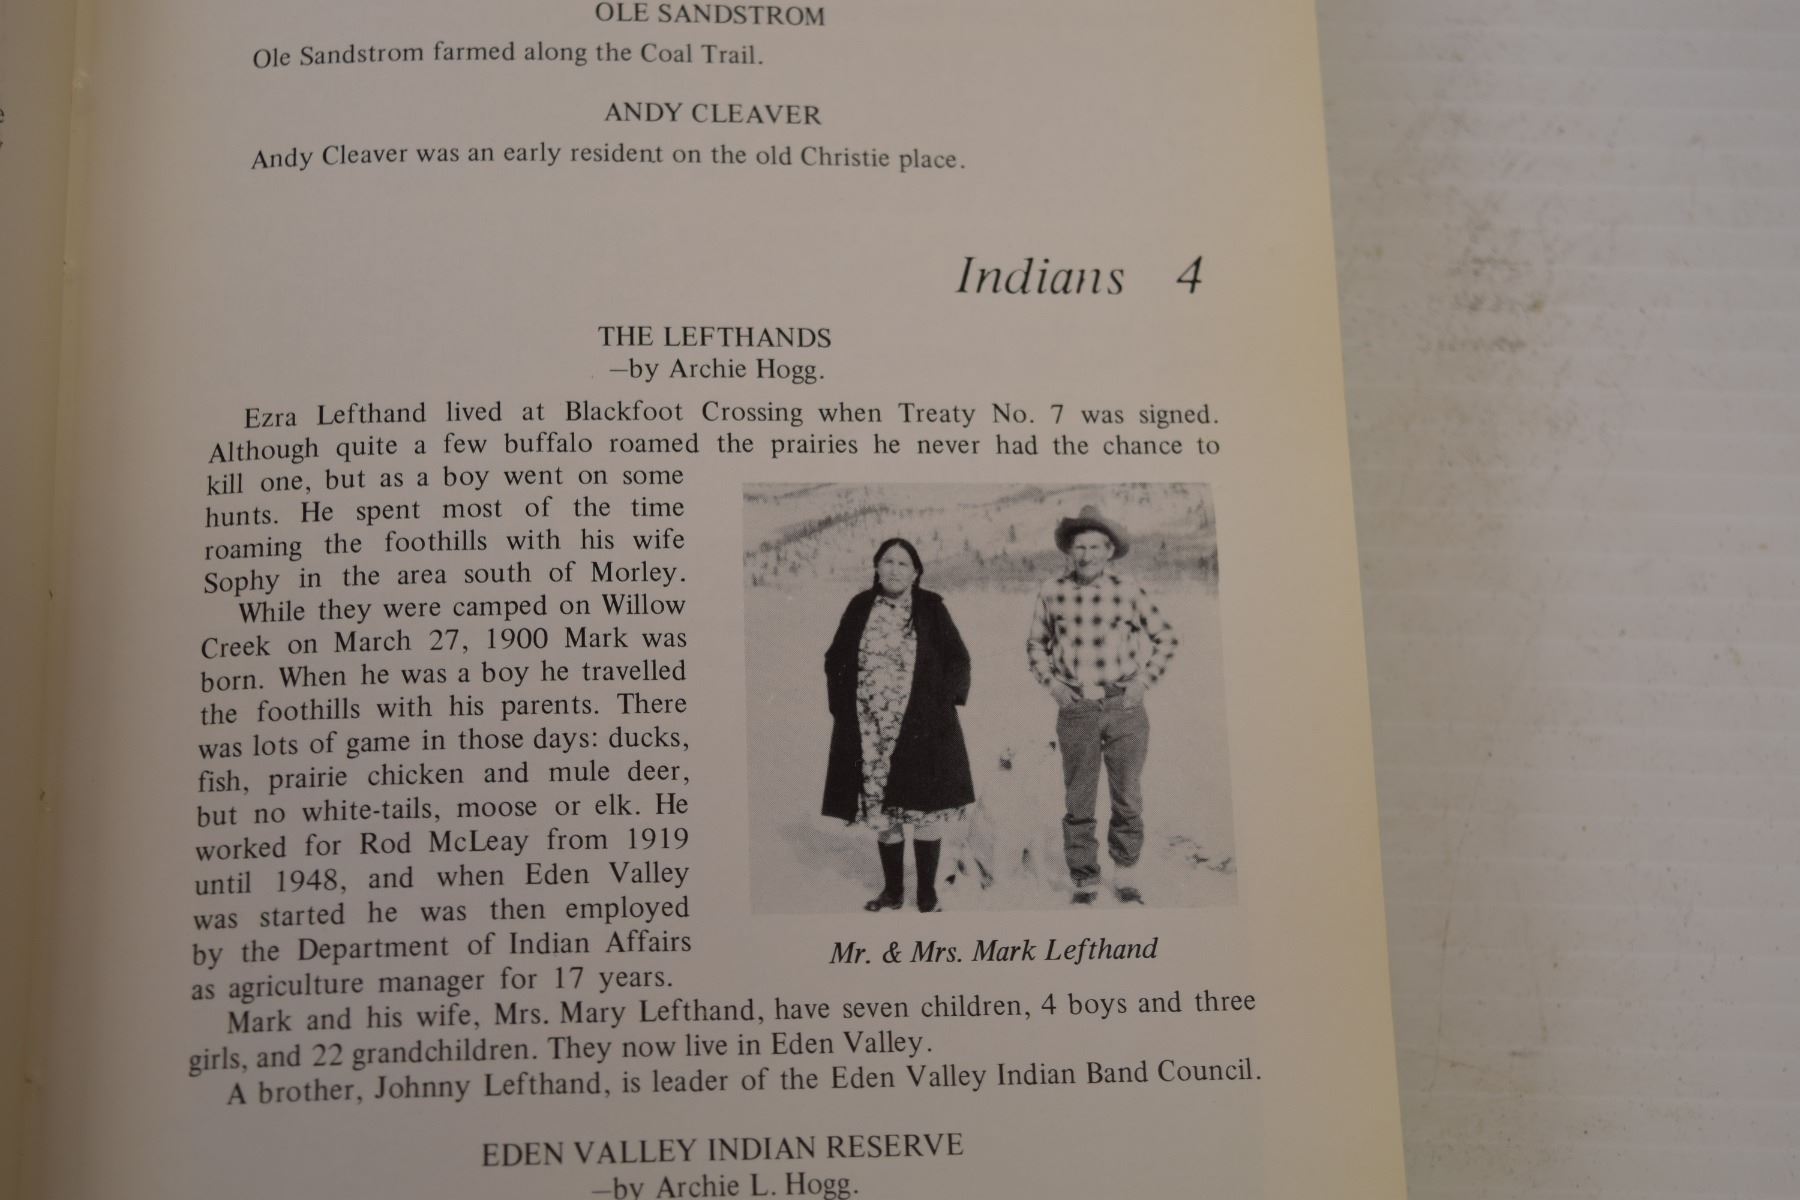 OLE SANDSTROM
Ole Sandstrom farmed along the Coal Trail.
ANDY CLEAVER
Andy Cleaver was an early resident on the old Christie place.
Indians 4
THE LEFTHANDS
—by Archie Hogg.
Ezra Lefthand lived at Blackfoot Crossing when Treaty No. 7 was signed.
Although quite a few buffalo roamed the prairies he never had the chance to
kill one, but as a boy went on some
hunts. He spent most of the time
roaming the foothills with his wife
Sophy in the area south of Morley.
While they were camped on Willow
Creek on March 27, 1900 Mark was
born. When he was a boy he travelled
the foothills with his parents. There
was lots of game in those days: ducks,
fish, prairie chicken and mule deer,
but no white-tails, moose or elk. He
worked for Rod McLeay from 1919
until 1948, and when Eden Valley
was started he was then employed
by the Department of Indian Affairs
as agriculture manager for 17 years.
Mr. & Mrs. Mark Lefthand
Mark and his wife, Mrs. Mary Lefthand, have seven children, 4 boys and three
girls, and 22 grandchildren. They now live in Eden Valley.
A brother, Johnny Lefthand, is leader of the Eden Valley Indian Band Council.
EDEN VALLEY INDIAN RESERVE
—by Archie L. Hogg.